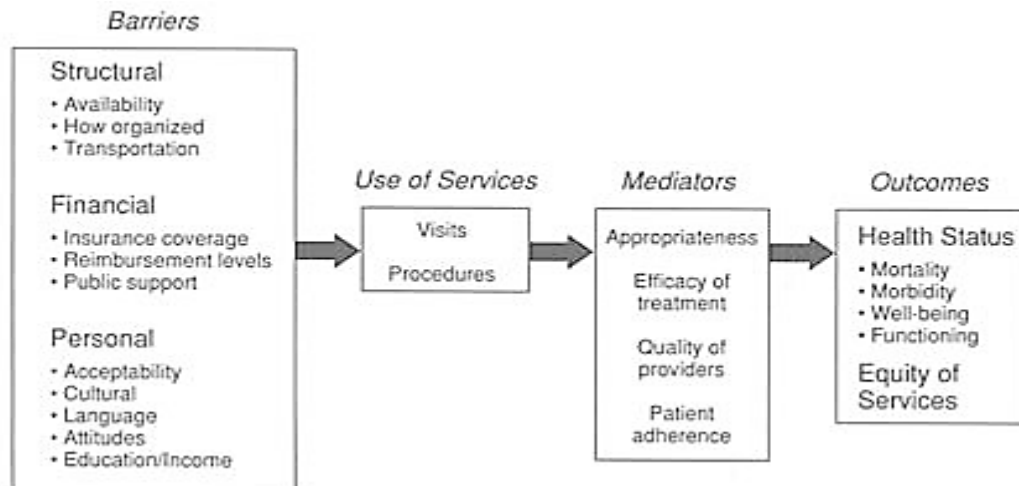 Barriers
Structural
• Availability
• How organized
• Transportation
Financial
• Insurance coverage
• Reimbursement levels
• Public support
Personal
• Acceptability
• Cultural
• Language
• Attitudes
• Education/Income
Use of Services
Visits
Procedures
Mediators
Appropriateness
Efficacy of
treatment
Quality of
providers
Patient
adherence
Outcomes
Health Status
• Mortality
• Morbidity
• Well-being
• Functioning
Equity of
Services